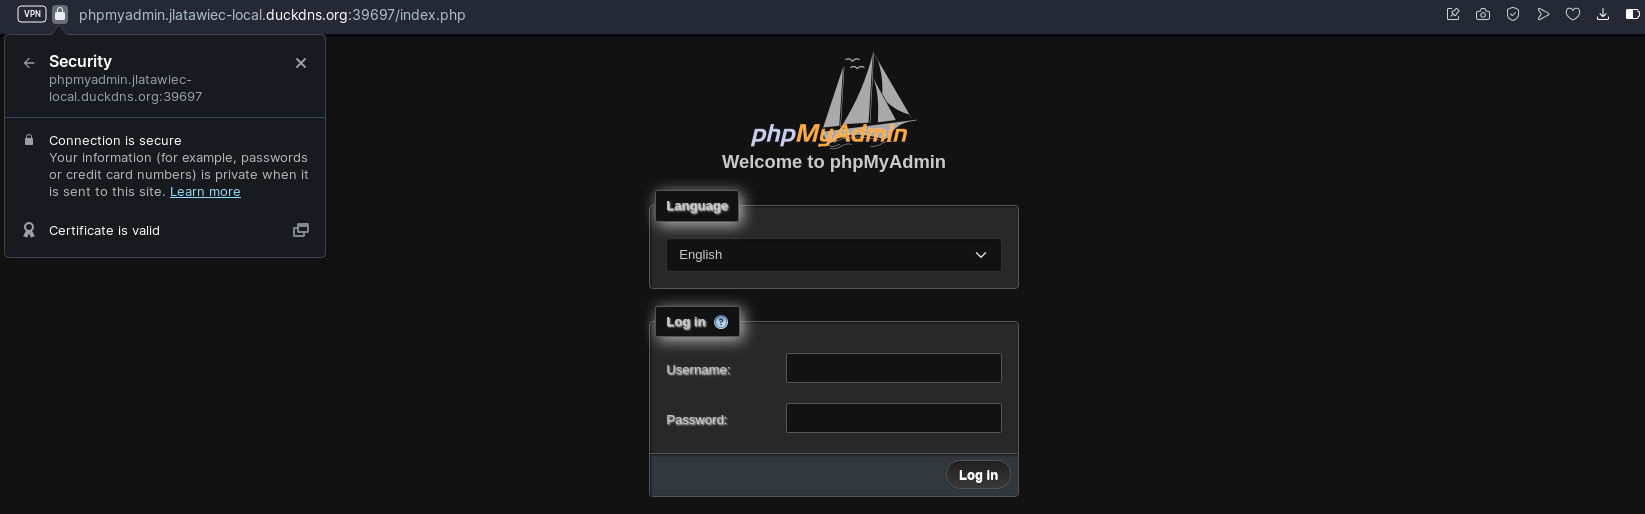 VPN phpmyadmin.jlatawiec-local.duckdns.org:39697/index.php
Security
phpmyadmin.jlatawiec-
local.duckdns.org:39697
Connection is secure
Your information (for example, passwords
or credit card numbers) is private when it
is sent to this site. Learn more
Certificate is valid
phpMyAdmin
Welcome to phpMyAdmin
Language
English
Log in
Username:
Password:
Log in